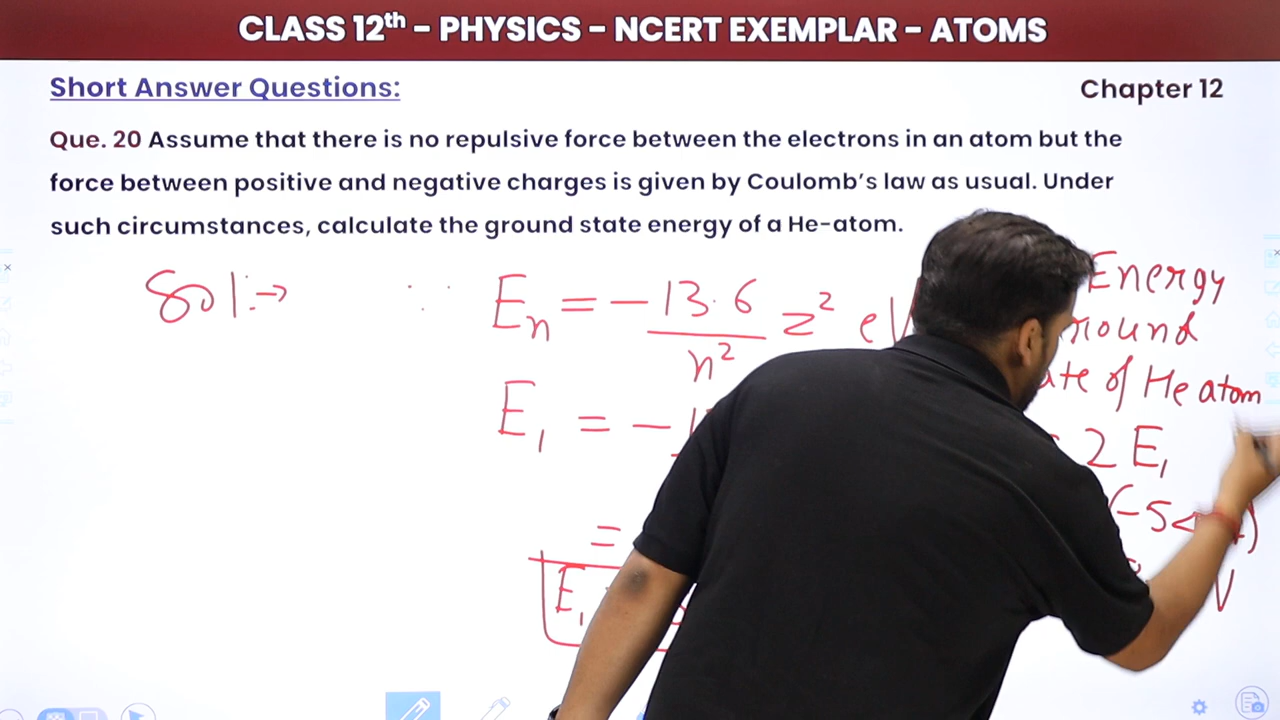 CLASS 12th – PHYSICS – NCERT EXEMPLAR – ATOMS
Short Answer Questions:
Chapter 12
Que. 20 Assume that there is no repulsive force between the electrons in an atom but the
force between positive and negative charges is given by Coulomb's law as usual. Under
such circumstances, calculate the ground state energy of a He-atom.
Sol:→ ∵ En = −13.6/n² z² eV
E₁ = −
=
E₁
Energy
of He atom
2 E₁